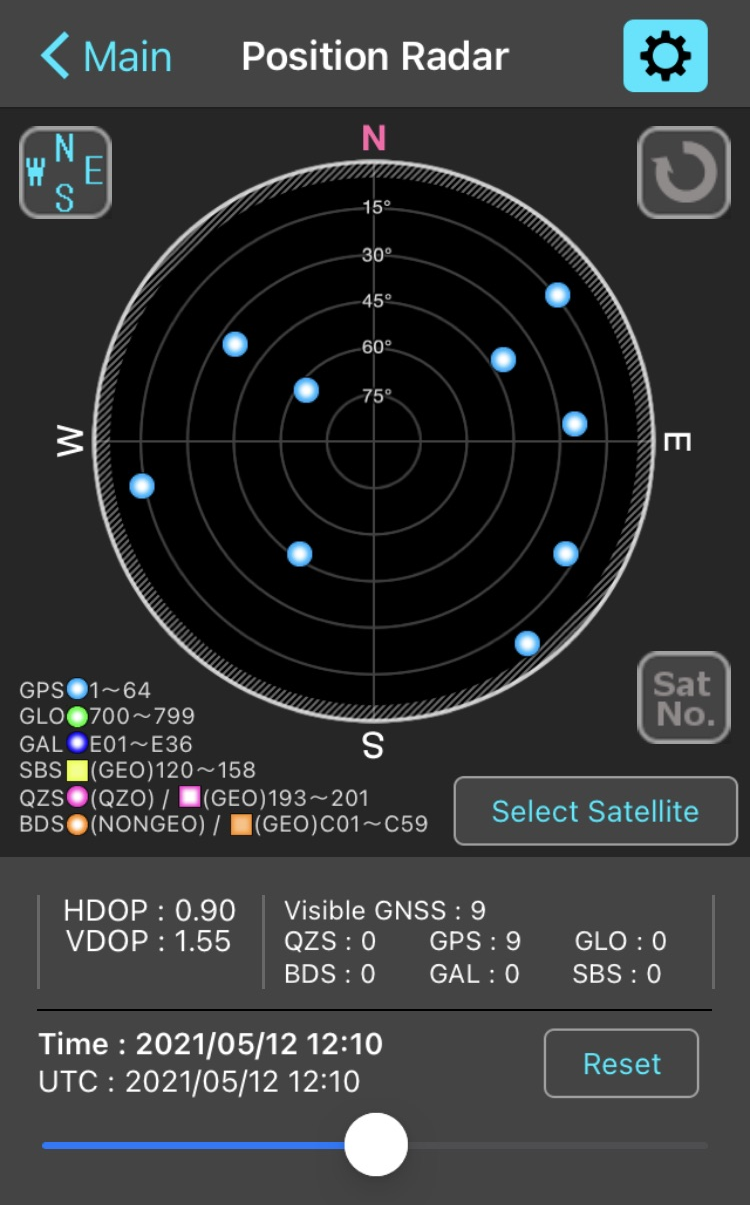 Main
Position Radar
N
W E
S
N
15°
30°
45°
60°
75°
W
E
S
GPS 1～64
GLO 700～799
GAL E01～E36
SBS (GEO)120～158
QZS (QZO) / (GEO)193～201
BDS (NONGEO) / (GEO)C01～C59
Sat
No.
Select Satellite
HDOP : 0.90
VDOP : 1.55
Visible GNSS : 9
QZS : 0 GPS : 9 GLO : 0
BDS : 0 GAL : 0 SBS : 0
Time : 2021/05/12 12:10
UTC : 2021/05/12 12:10
Reset